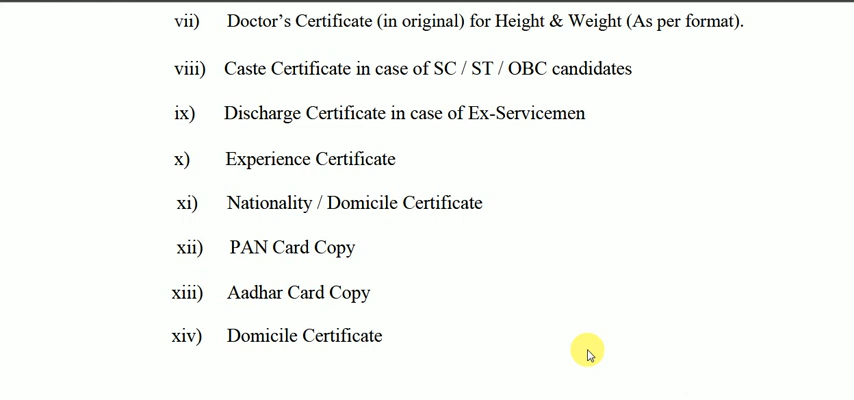 vii) Doctor’s Certificate (in original) for Height & Weight (As per format).
viii) Caste Certificate in case of SC / ST / OBC candidates
ix) Discharge Certificate in case of Ex-Servicemen
x) Experience Certificate
xi) Nationality / Domicile Certificate
xii) PAN Card Copy
xiii) Aadhar Card Copy
xiv) Domicile Certificate